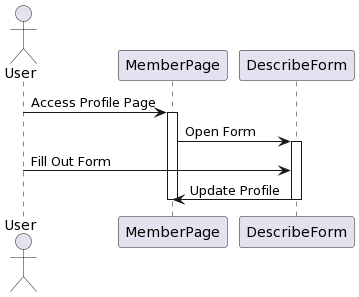 User
MemberPage
DescribeForm
Access Profile Page
Open Form
Fill Out Form
Update Profile
User
MemberPage
DescribeForm